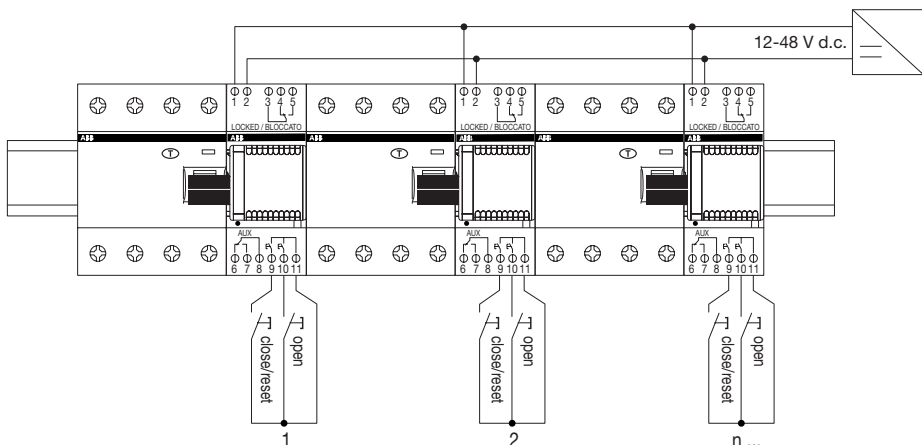 12-48 V d.c.
1 2 3 4 5
1 2 3 4 5
1 2 3 4 5
LOCKED / BLOCCATO
LOCKED / BLOCCATO
LOCKED / BLOCCATO
ABB ABB
ABB ABB
ABB ABB
T
T
T
AUX
AUX
AUX
6 7 8 9 10 11
6 7 8 9 10 11
6 7 8 9 10 11
close/reset
open
close/reset
open
close/reset
open
1
2
n ...